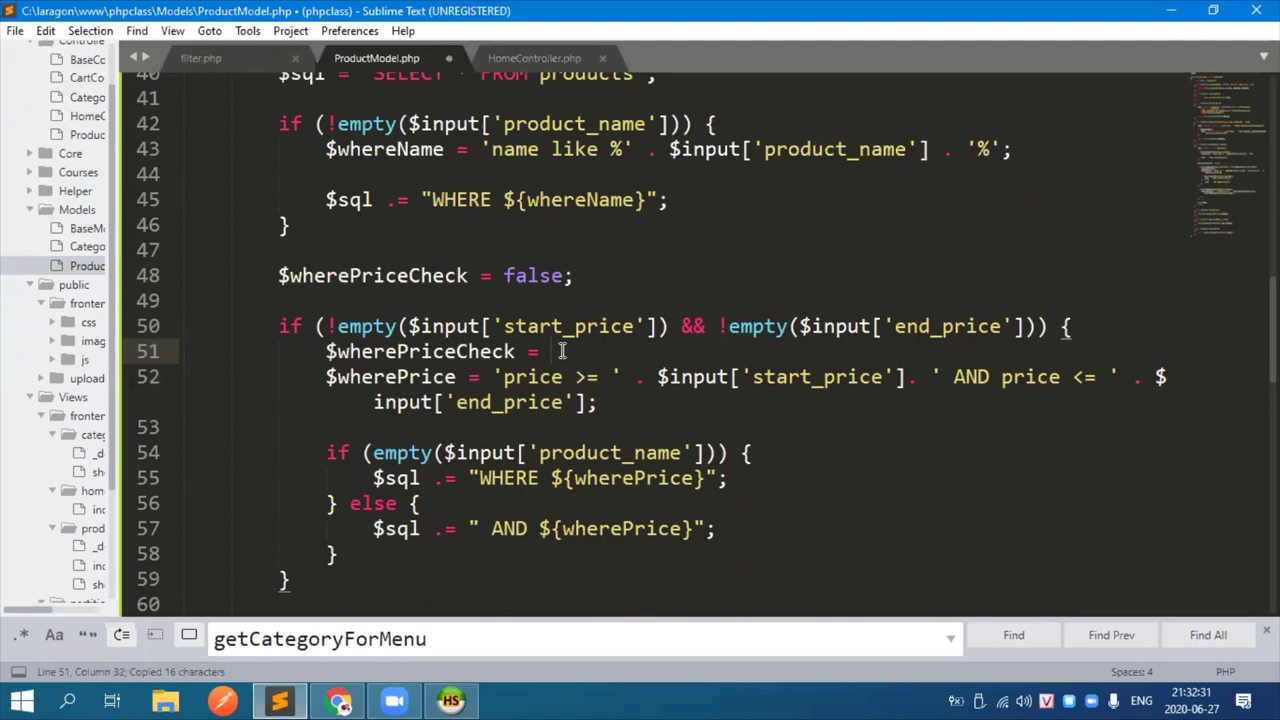 C:\laragon\www\phpclass\Models\ProductModel.php • (phpclass) - Sublime Text (UNREGISTERED)
File Edit Selection Find View Goto Tools Project Preferences Help
filter.php ProductModel.php HomeController.php
BaseCc
CartCo
Catego
HomeC
Produc
Core
Courses
Helper
Models
BaseMo
Catego
Produc
public
fronter
css
imag
js
upload
Views
fronter
categ
_d
sh
home
inc
prod
_de
inc
sh
40 $sql = "SELECT * FROM products";
41
42 if (!empty($input['product_name'])) {
43 $whereName = 'name like %' . $input['product_name'] . '%';
44
45 $sql .= "WHERE ${whereName}";
46 }
47
48 $wherePriceCheck = false;
49
50 if (!empty($input['start_price']) && !empty($input['end_price'])) {
51 $wherePriceCheck =
52 $wherePrice = 'price >= ' . $input['start_price']. ' AND price <= ' . $
input['end_price'];
53
54 if (empty($input['product_name'])) {
55 $sql .= "WHERE ${wherePrice}";
56 } else {
57 $sql .= " AND ${wherePrice}";
58 }
59 }
60
.* Aa “” getCategoryForMenu Find Find Prev Find All
Line 51, Column 32; Copied 16 characters Spaces: 4 PHP
HS V ENG 21:32:31
2020-06-27